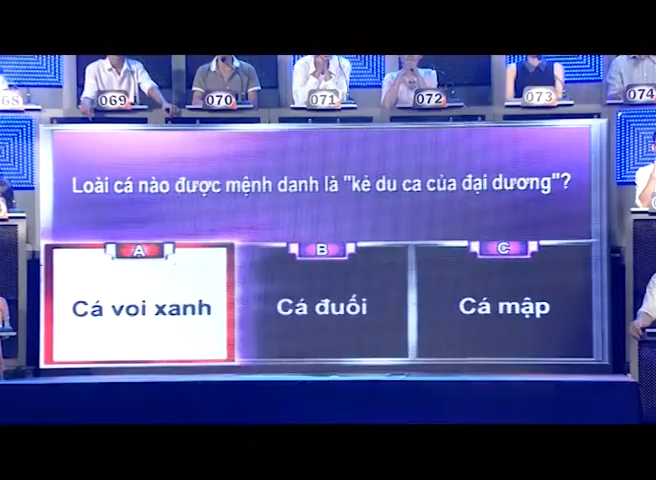 069
070
071
072
073
074
068
Loài cá nào được mệnh danh là "kẻ du ca của đại dương"?
A
B
C
Cá voi xanh
Cá đuối
Cá mập